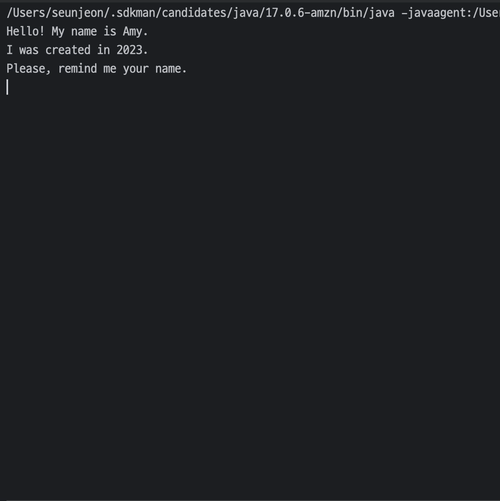 /Users/seunjeon/.sdkman/candidates/java/17.0.6-amzn/bin/java -javaagent:/User
Hello! My name is Amy.
I was created in 2023.
Please, remind me your name.